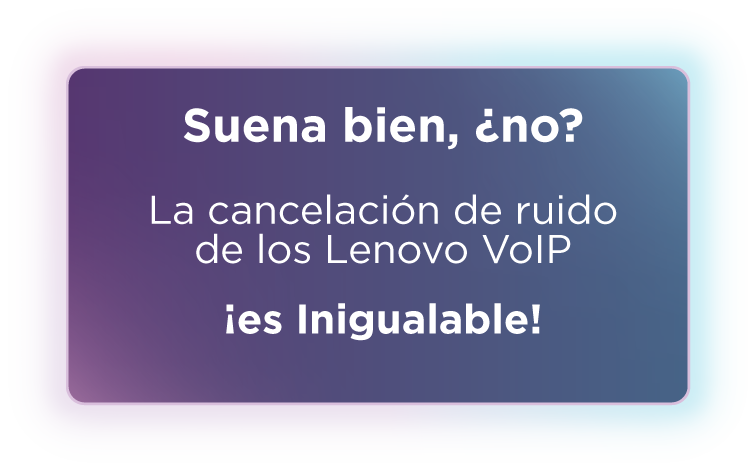 Suena bien, ¿no?
La cancelación de ruido
de los Lenovo VoIP
¡es Inigualable!